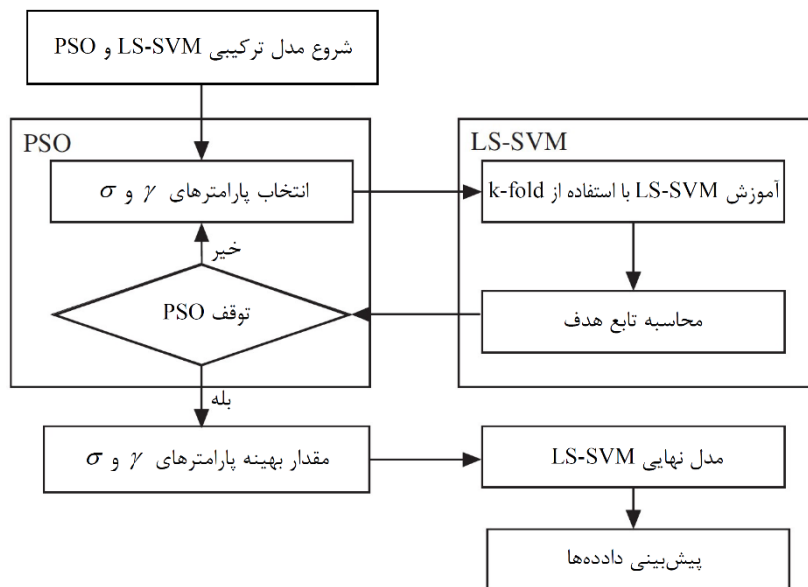 شروع مدل ترکیبی LS-SVM و PSO
PSO
انتخاب پارامترهای γ و σ
LS-SVM
آموزش LS-SVM با استفاده از k-fold
محاسبه تابع هدف
توقف PSO
خیر
بله
مقدار بهینه پارامترهای γ و σ
مدل نهایی LS-SVM
پیش‌بینی دادده‌ها